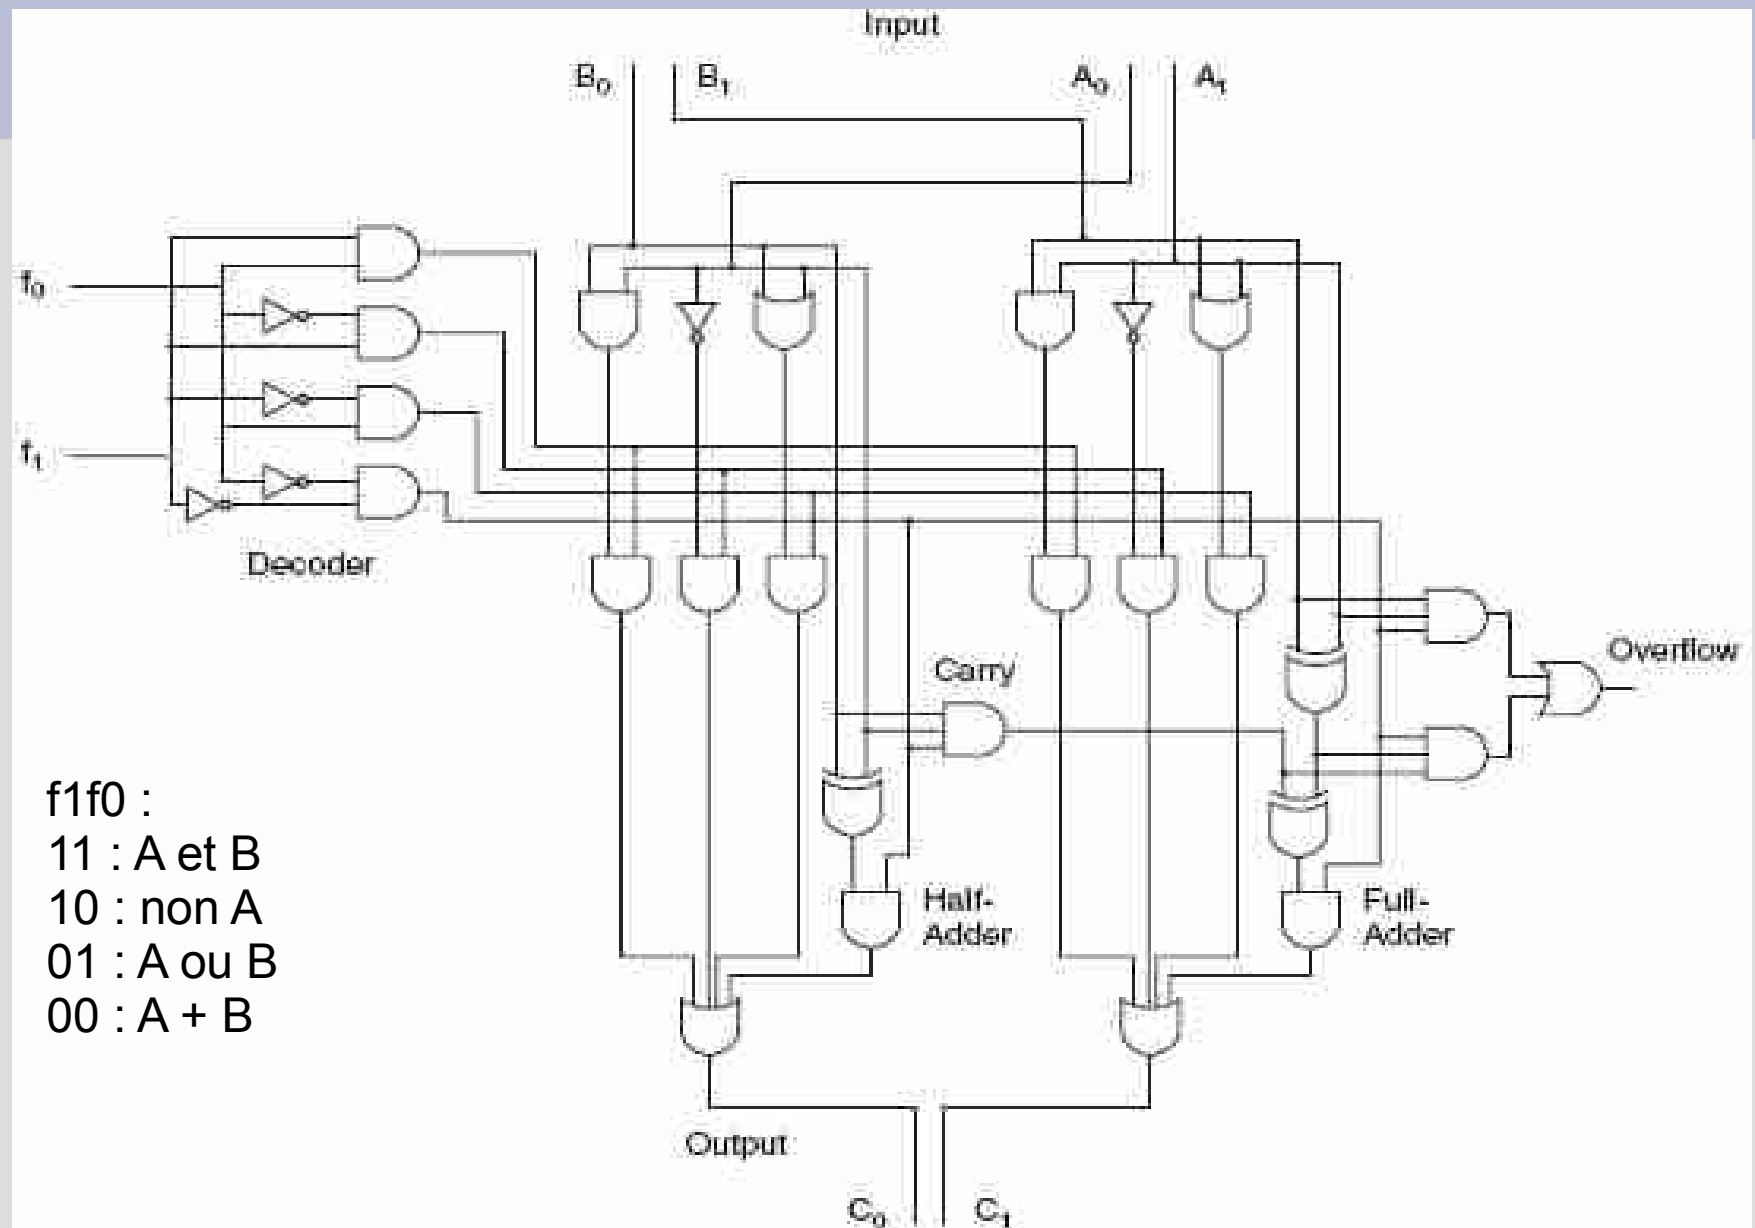 Input
B₀ B₁ A₀ A₁
f₀
f₁
Decoder
Carry
Overflow
f1f0 :
11 : A et B
10 : non A
01 : A ou B
00 : A + B
Half-
Adder
Full-
Adder
Output
C₀ C₁